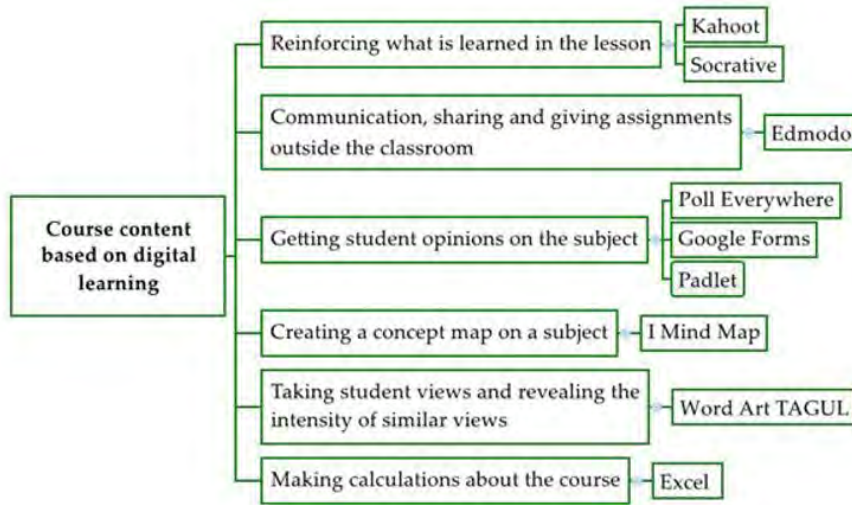 Course content
based on digital
learning
Reinforcing what is learned in the lesson
Kahoot
Socrative
Communication, sharing and giving assignments
outside the classroom
Edmodo
Getting student opinions on the subject
Poll Everywhere
Google Forms
Padlet
Creating a concept map on a subject
I Mind Map
Taking student views and revealing the
intensity of similar views
Word Art TAGUL
Making calculations about the course
Excel